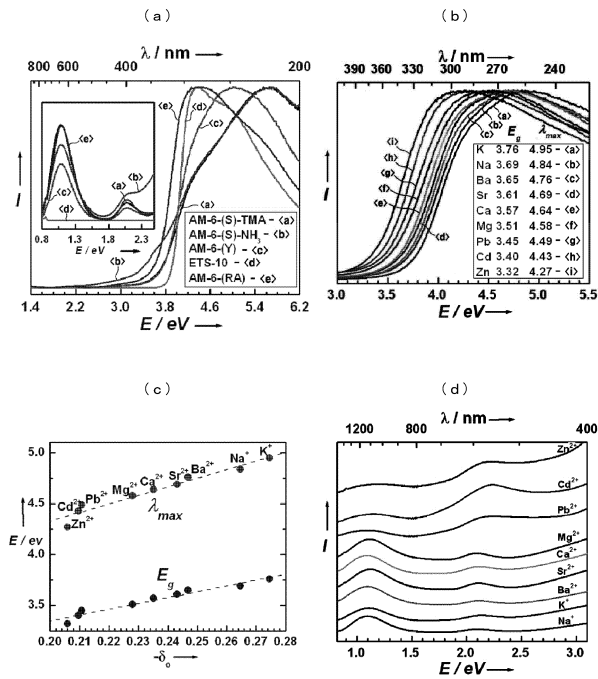 (a)
λ / nm
800 600 400 200
<e>
<d>
<c>
<e>
<a>
<b>
<c>
<d>
0.8 1.2 1.6 2.0 2.4
E / eV
<a>
<b>
AM-6-(S)-TMA – <a>
AM-6-(S)-NH3 – <b>
AM-6-(Y) – <c>
ETS-10 – <d>
AM-6-(RA) – <e>
I
1.4 2.2 3.0 3.8 4.6 5.4 6.2
E / eV
(b)
λ / nm
390 360 330 300 270 240
<a>
<b>
<c>
<i>
<h>
<g>
<f>
<e>
<d>
Eg λmax
K 3.76 4.95 – <a>
Na 3.69 4.84 – <b>
Ba 3.65 4.76 – <c>
Sr 3.61 4.69 – <d>
Ca 3.57 4.64 – <e>
Mg 3.51 4.58 – <f>
Pb 3.45 4.49 – <g>
Cd 3.40 4.43 – <h>
Zn 3.32 4.27 – <i>
I
3.0 3.5 4.0 4.5 5.0 5.5
E / eV
(c)
5.0
4.5
4.0
3.5
E / ev
K+
Na+
Ba2+
Sr2+
Ca2+
Mg2+
Pb2+
Cd2+
Zn2+
λmax
Eg
0.20 0.21 0.22 0.23 0.24 0.25 0.26 0.27 0.28
-δo
(d)
λ / nm
1200 800 400
Zn2+
Cd2+
Pb2+
Mg2+
Ca2+
Sr2+
Ba2+
K+
Na+
I
1.0 1.5 2.0 2.5 3.0
E / eV